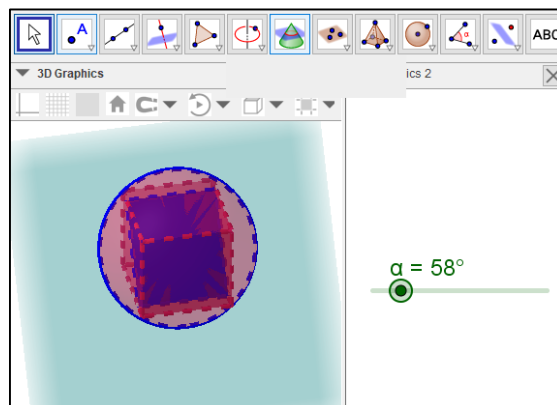 A
α
ABC
3D Graphics
ics 2
α = 58°